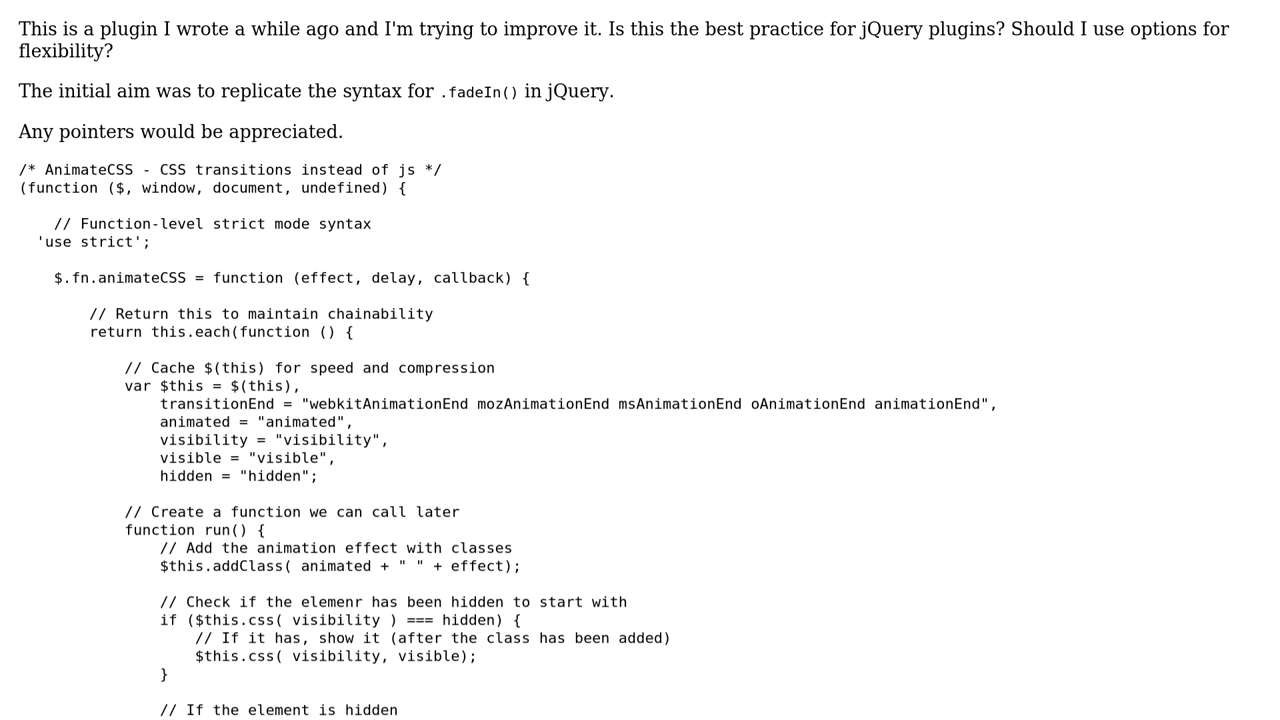 This is a plugin I wrote a while ago and I'm trying to improve it. Is this the best practice for jQuery plugins? Should I use options for
flexibility?
The initial aim was to replicate the syntax for .fadeIn() in jQuery.
Any pointers would be appreciated.
/* AnimateCSS - CSS transitions instead of js */
(function ($, window, document, undefined) {
    // Function-level strict mode syntax
  'use strict';
    $.fn.animateCSS = function (effect, delay, callback) {
        // Return this to maintain chainability
        return this.each(function () {
            // Cache $(this) for speed and compression
            var $this = $(this),
                transitionEnd = "webkitAnimationEnd mozAnimationEnd msAnimationEnd oAnimationEnd animationEnd",
                animated = "animated",
                visibility = "visibility",
                visible = "visible",
                hidden = "hidden";
            // Create a function we can call later
            function run() {
                // Add the animation effect with classes
                $this.addClass( animated + " " + effect);
                // Check if the elemenr has been hidden to start with
                if ($this.css( visibility ) === hidden) {
                    // If it has, show it (after the class has been added)
                    $this.css( visibility, visible);
                }
                // If the element is hidden